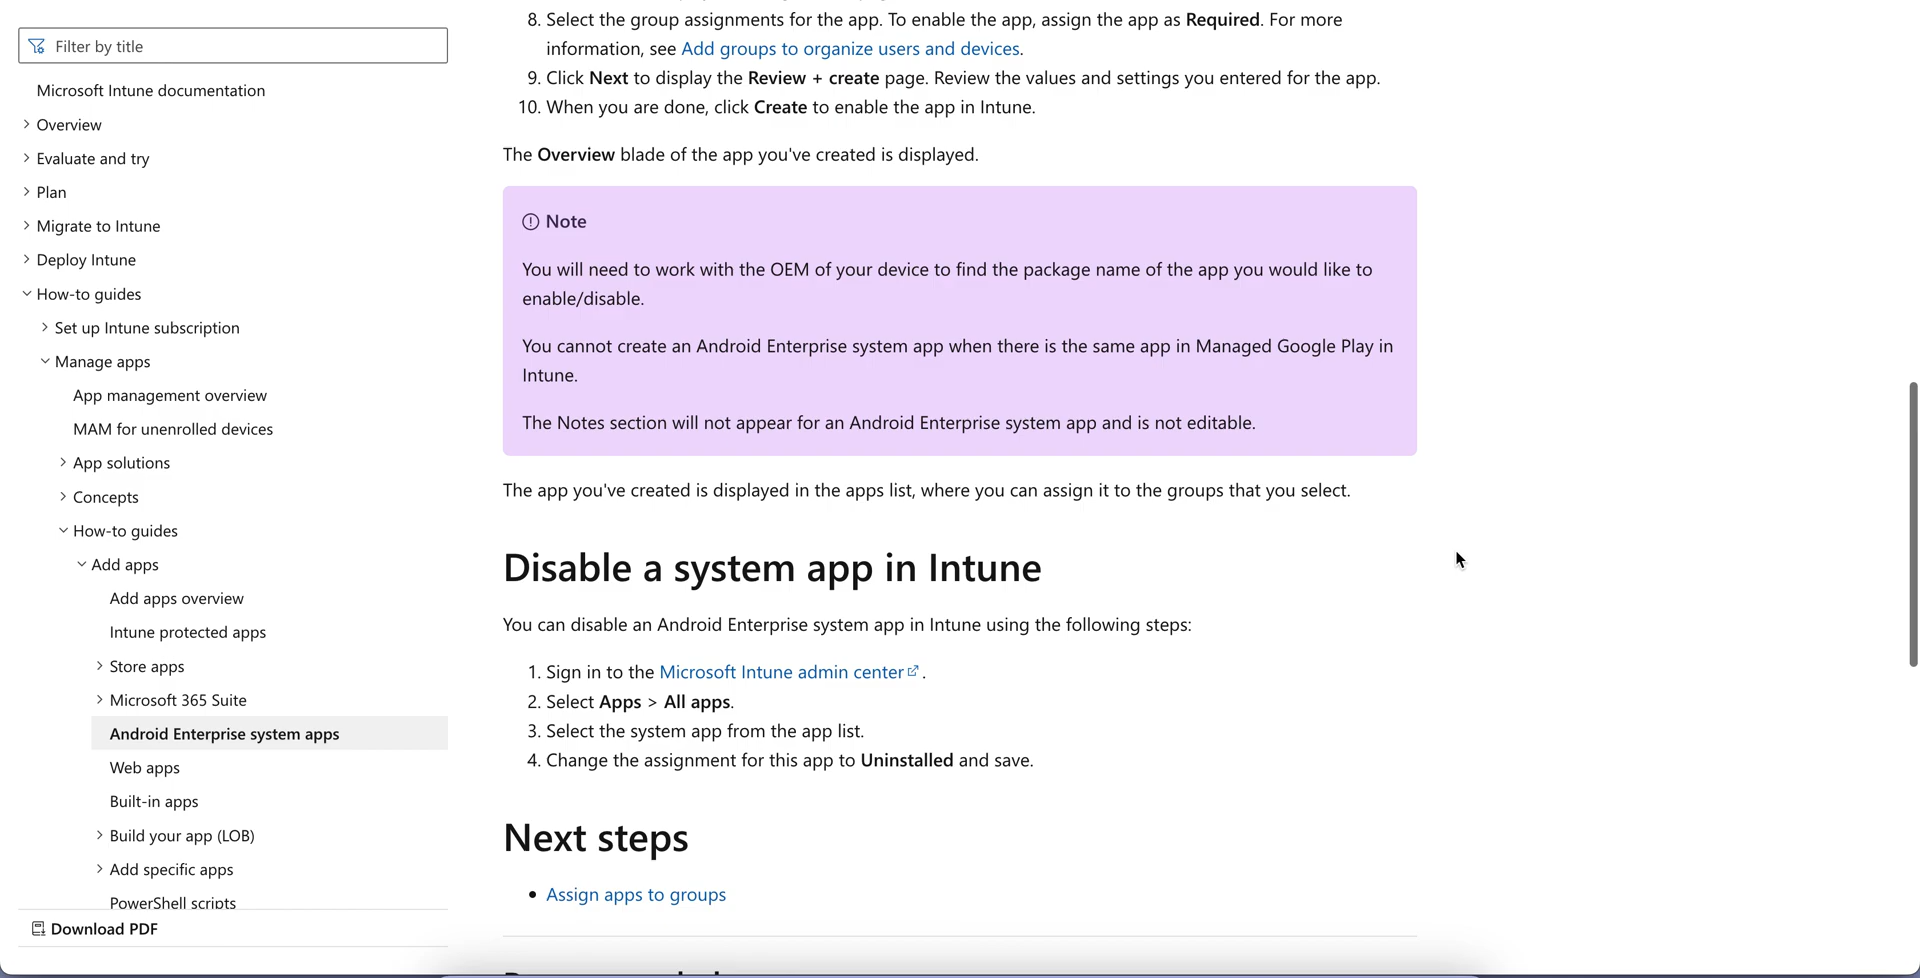 Filter by title
Microsoft Intune documentation
Overview
Evaluate and try
Plan
Migrate to Intune
Deploy Intune
How-to guides
Set up Intune subscription
Manage apps
App management overview
MAM for unenrolled devices
App solutions
Concepts
How-to guides
Add apps
Add apps overview
Intune protected apps
Store apps
Microsoft 365 Suite
Android Enterprise system apps
Web apps
Built-in apps
Build your app (LOB)
Add specific apps
PowerShell scripts
Download PDF
8. Select the group assignments for the app. To enable the app, assign the app as Required. For more
information, see Add groups to organize users and devices.
9. Click Next to display the Review + create page. Review the values and settings you entered for the app.
10. When you are done, click Create to enable the app in Intune.
The Overview blade of the app you've created is displayed.
Note
You will need to work with the OEM of your device to find the package name of the app you would like to
enable/disable.
You cannot create an Android Enterprise system app when there is the same app in Managed Google Play in
Intune.
The Notes section will not appear for an Android Enterprise system app and is not editable.
The app you've created is displayed in the apps list, where you can assign it to the groups that you select.
Disable a system app in Intune
You can disable an Android Enterprise system app in Intune using the following steps:
1. Sign in to the Microsoft Intune admin center.
2. Select Apps > All apps.
3. Select the system app from the app list.
4. Change the assignment for this app to Uninstalled and save.
Next steps
• Assign apps to groups